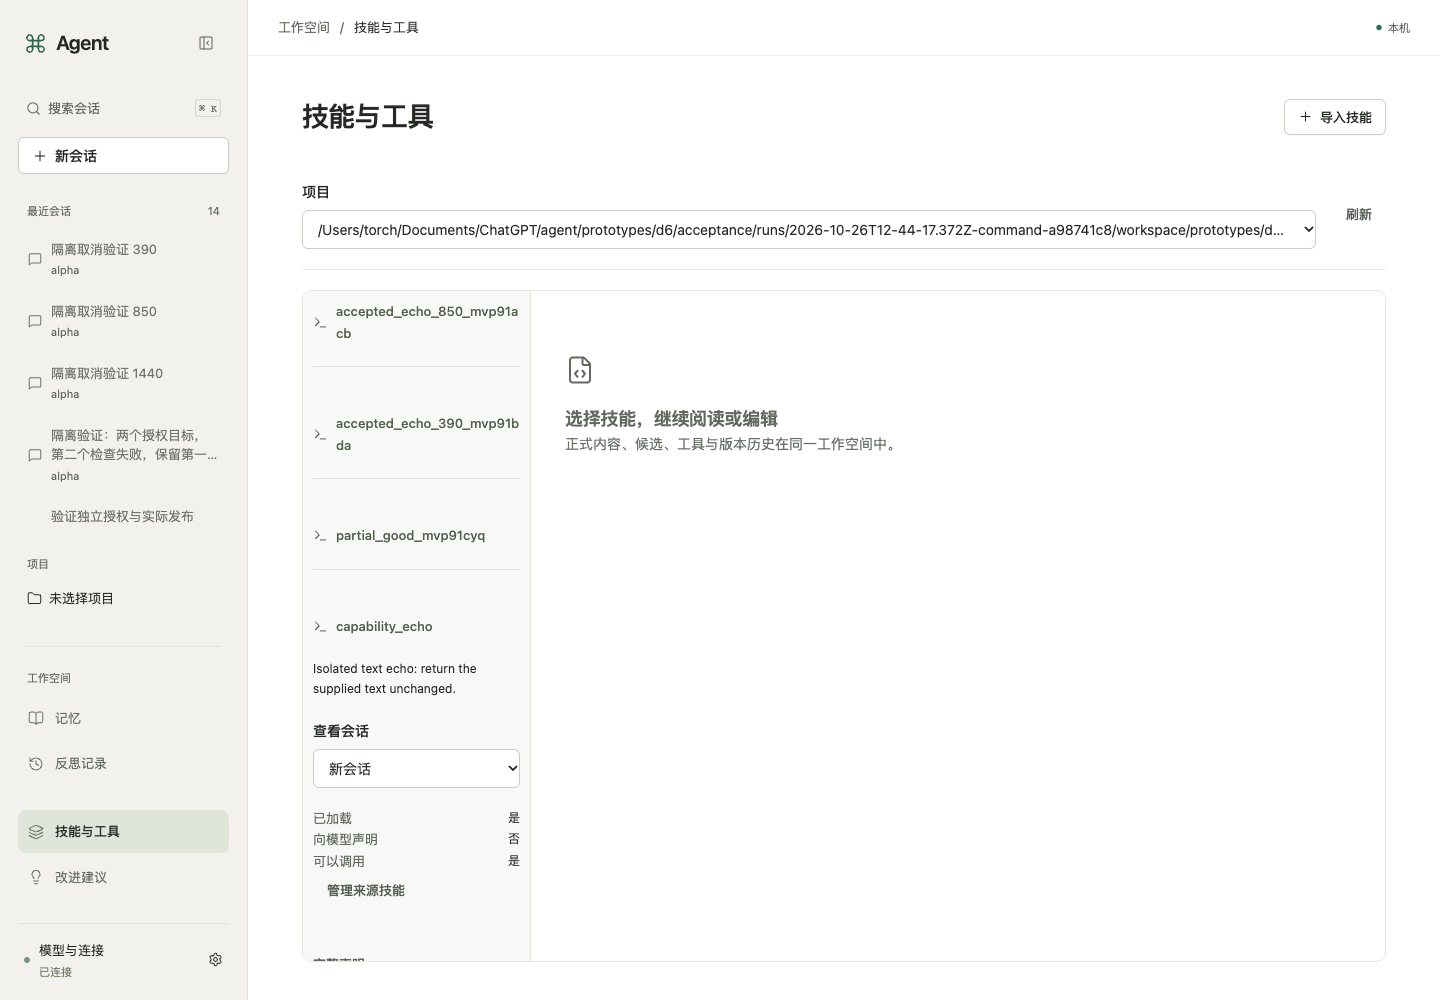 Agent
搜索会话
⌘ K
新会话
最近会话 14
隔离取消验证 390
alpha
隔离取消验证 850
alpha
隔离取消验证 1440
alpha
隔离验证：两个授权目标，
第二个检查失败，保留第一...
alpha
验证独立授权与实际发布
项目
未选择项目
工作空间
记忆
反思记录
技能与工具
改进建议
模型与连接
已连接
工作空间 / 技能与工具
本机
技能与工具
导入技能
项目
/Users/torch/Documents/ChatGPT/agent/prototypes/d6/acceptance/runs/2026-10-26T12-44-17.372Z-command-a98741c8/workspace/prototypes/d...
刷新
accepted_echo_850_mvp91a
cb
accepted_echo_390_mvp91b
da
partial_good_mvp91cyq
capability_echo
Isolated text echo: return the
supplied text unchanged.
查看会话
新会话
已加载 是
向模型声明 否
可以调用 是
管理来源技能
选择技能，继续阅读或编辑
正式内容、候选、工具与版本历史在同一工作空间中。